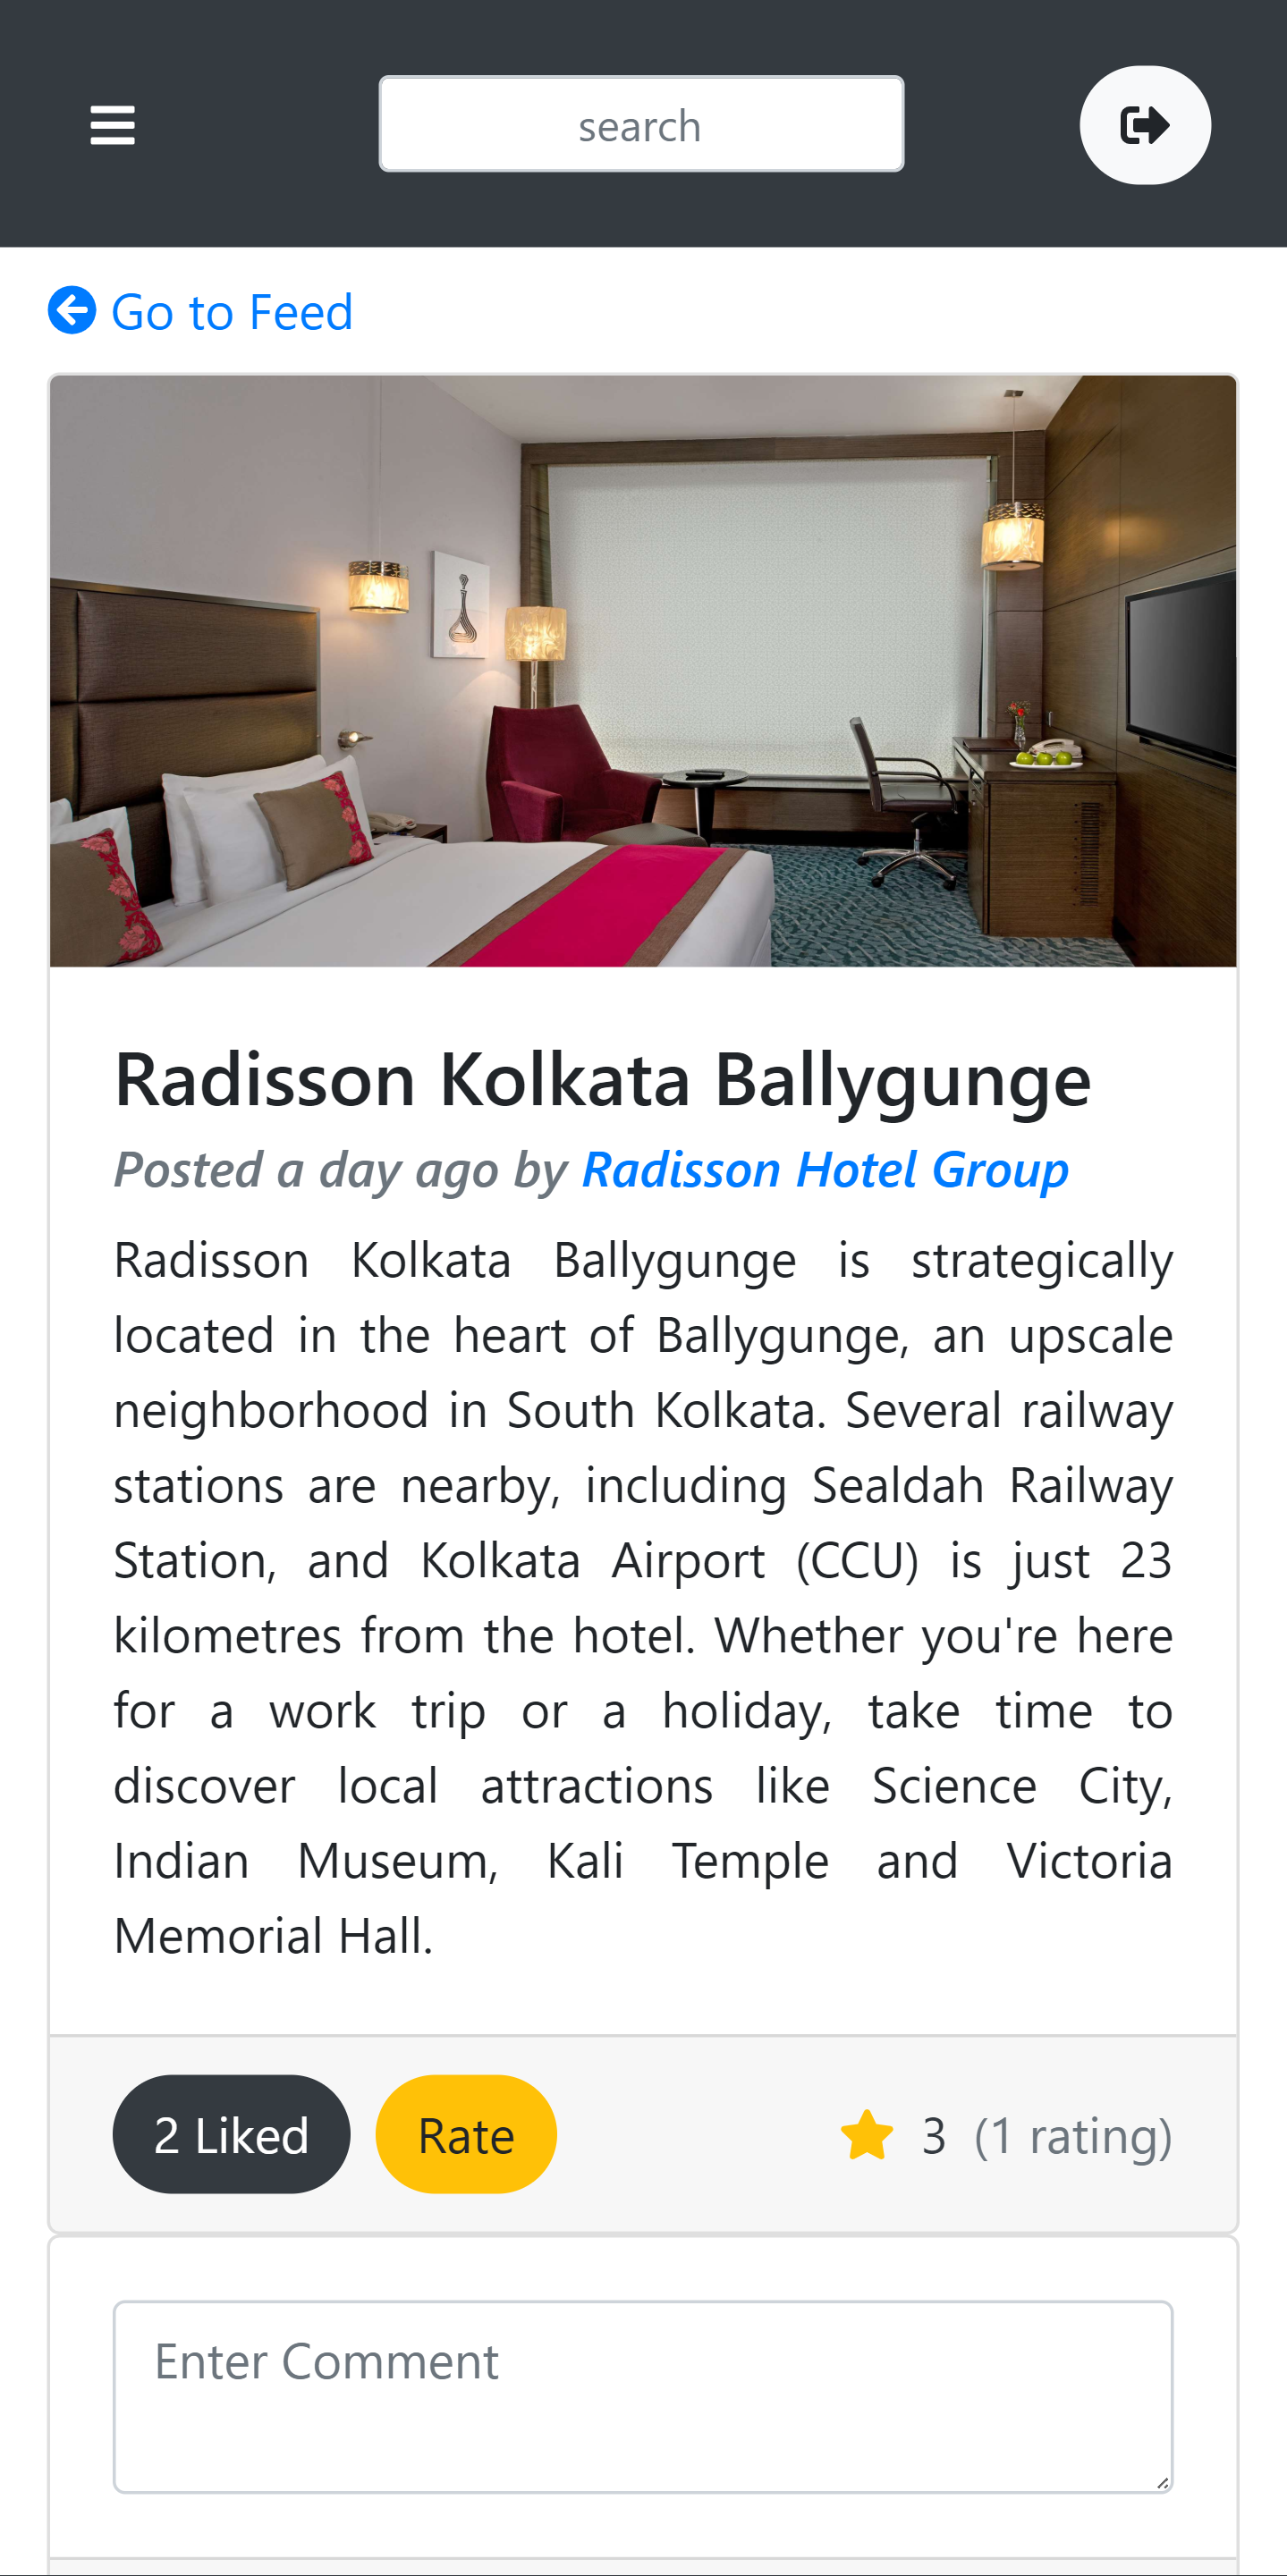 search
Go to Feed
Radisson Kolkata Ballygunge
Posted a day ago by Radisson Hotel Group
Radisson Kolkata Ballygunge is strategically
located in the heart of Ballygunge, an upscale
neighborhood in South Kolkata. Several railway
stations are nearby, including Sealdah Railway
Station, and Kolkata Airport (CCU) is just 23
kilometres from the hotel. Whether you're here
for a work trip or a holiday, take time to
discover local attractions like Science City,
Indian Museum, Kali Temple and Victoria
Memorial Hall.
2 Liked Rate 3 (1 rating)
Enter Comment